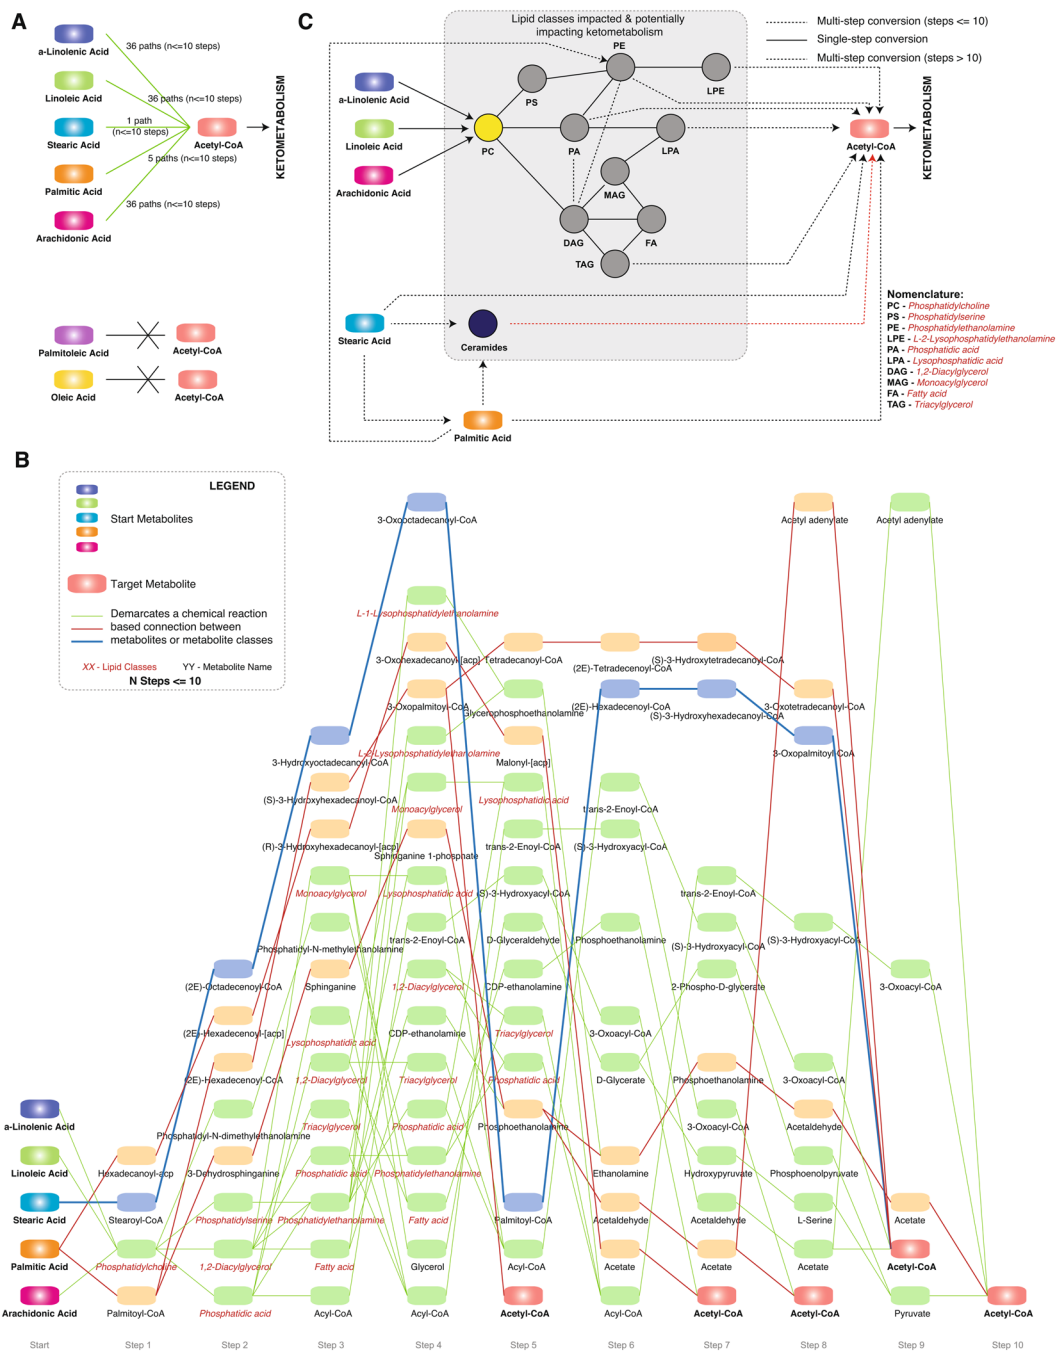 A
a-Linolenic Acid
36 paths (n<=10 steps)
Linoleic Acid
36 paths (n<=10 steps)
1 path
(n<=10 steps)
Stearic Acid
Acetyl-CoA
5 paths (n<=10 steps)
Palmitic Acid
36 paths (n<=10 steps)
Arachidonic Acid
KETOMETABOLISM
Palmitoleic Acid
Acetyl-CoA
Oleic Acid
Acetyl-CoA
C
Lipid classes impacted & potentially
impacting ketometabolism
Multi-step conversion (steps <= 10)
Single-step conversion
Multi-step conversion (steps > 10)
PE
LPE
PS
a-Linolenic Acid
Linoleic Acid
Arachidonic Acid
PC
PA
LPA
MAG
DAG
FA
TAG
Acetyl-CoA
KETOMETABOLISM
Stearic Acid
Ceramides
Palmitic Acid
Nomenclature:
PC - Phosphatidylcholine
PS - Phosphatidylserine
PE - Phosphatidylethanolamine
LPE - L-2-Lysophosphatidylethanolamine
PA - Phosphatidic acid
LPA - Lysophosphatidic acid
DAG - 1,2-Diacylglycerol
MAG - Monoacylglycerol
FA - Fatty acid
TAG - Triacylglycerol
B
LEGEND
Start Metabolites
Target Metabolite
Demarcates a chemical reaction
based connection between
metabolites or metabolite classes
XX - Lipid Classes
YY - Metabolite Name
N Steps <= 10
3-Oxooctadecanoyl-CoA
Acetyl adenylate
Acetyl adenylate
L-1-Lysophosphatidylethanolamine
3-Oxohexadecanoyl-[acp]
Tetradecanoyl-CoA
(2E)-Tetradecenoyl-CoA
(S)-3-Hydroxytetradecanoyl-CoA
3-Oxopalmitoyl-CoA
Glycerophosphoethanolamine
(2E)-Hexadecenoyl-CoA
(S)-3-Hydroxyhexadecanoyl-CoA
3-Oxotetradecanoyl-CoA
3-Hydroxyoctadecanoyl-CoA
L-2-Lysophosphatidylethanolamine
Malonyl-[acp]
3-Oxopalmitoyl-CoA
(S)-3-Hydroxyhexadecanoyl-CoA
Monoacylglycerol
Lysophosphatidic acid
trans-2-Enoyl-CoA
(R)-3-Hydroxyhexadecanoyl-[acp]
Sphinganine 1-phosphate
trans-2-Enoyl-CoA
(S)-3-Hydroxyacyl-CoA
Monoacylglycerol
Lysophosphatidic acid
(S)-3-Hydroxyacyl-CoA
trans-2-Enoyl-CoA
Phosphatidyl-N-methylethanolamine
trans-2-Enoyl-CoA
D-Glyceraldehyde
Phosphoethanolamine
(S)-3-Hydroxyacyl-CoA
(S)-3-Hydroxyacyl-CoA
(2E)-Octadecenoyl-CoA
Sphinganine
1,2-Diacylglycerol
CDP-ethanolamine
2-Phospho-D-glycerate
3-Oxoacyl-CoA
(2E)-Hexadecenoyl-[acp]
Lysophosphatidic acid
CDP-ethanolamine
Triacylglycerol
3-Oxoacyl-CoA
(2E)-Hexadecenoyl-CoA
1,2-Diacylglycerol
Triacylglycerol
Phosphatidic acid
D-Glycerate
Phosphoethanolamine
3-Oxoacyl-CoA
a-Linolenic Acid
Phosphatidyl-N-dimethylethanolamine
Triacylglycerol
Phosphatidic acid
Phosphoethanolamine
3-Oxoacyl-CoA
Acetaldehyde
Linoleic Acid
Hexadecanoyl-acp
3-Dehydrosphinganine
Phosphatidic acid
Phosphatidylethanolamine
Ethanolamine
Hydroxypyruvate
Phosphoenolpyruvate
Stearic Acid
Stearoyl-CoA
Phosphatidylserine
Phosphatidylethanolamine
Fatty acid
Palmitoyl-CoA
Acetaldehyde
Acetaldehyde
L-Serine
Acetate
Palmitic Acid
Phosphatidylcholine
1,2-Diacylglycerol
Fatty acid
Glycerol
Acyl-CoA
Acetate
Acetate
Acetate
Acetyl-CoA
Arachidonic Acid
Palmitoyl-CoA
Phosphatidic acid
Acyl-CoA
Acyl-CoA
Acetyl-CoA
Acyl-CoA
Acetyl-CoA
Acetyl-CoA
Pyruvate
Acetyl-CoA
Start
Step 1
Step 2
Step 3
Step 4
Step 5
Step 6
Step 7
Step 8
Step 9
Step 10